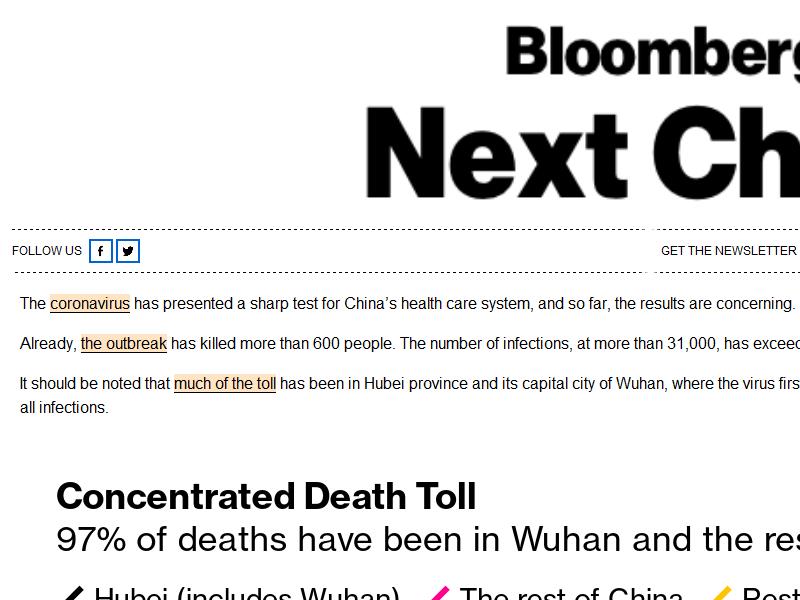 Bloomberg
Next Ch
FOLLOW US
GET THE NEWSLETTER
The coronavirus has presented a sharp test for China’s health care system, and so far, the results are concerning.
Already, the outbreak has killed more than 600 people. The number of infections, at more than 31,000, has exceed
It should be noted that much of the toll has been in Hubei province and its capital city of Wuhan, where the virus firs
all infections.
Concentrated Death Toll
97% of deaths have been in Wuhan and the res
Hubei (includes Wuhan) The rest of China Rest